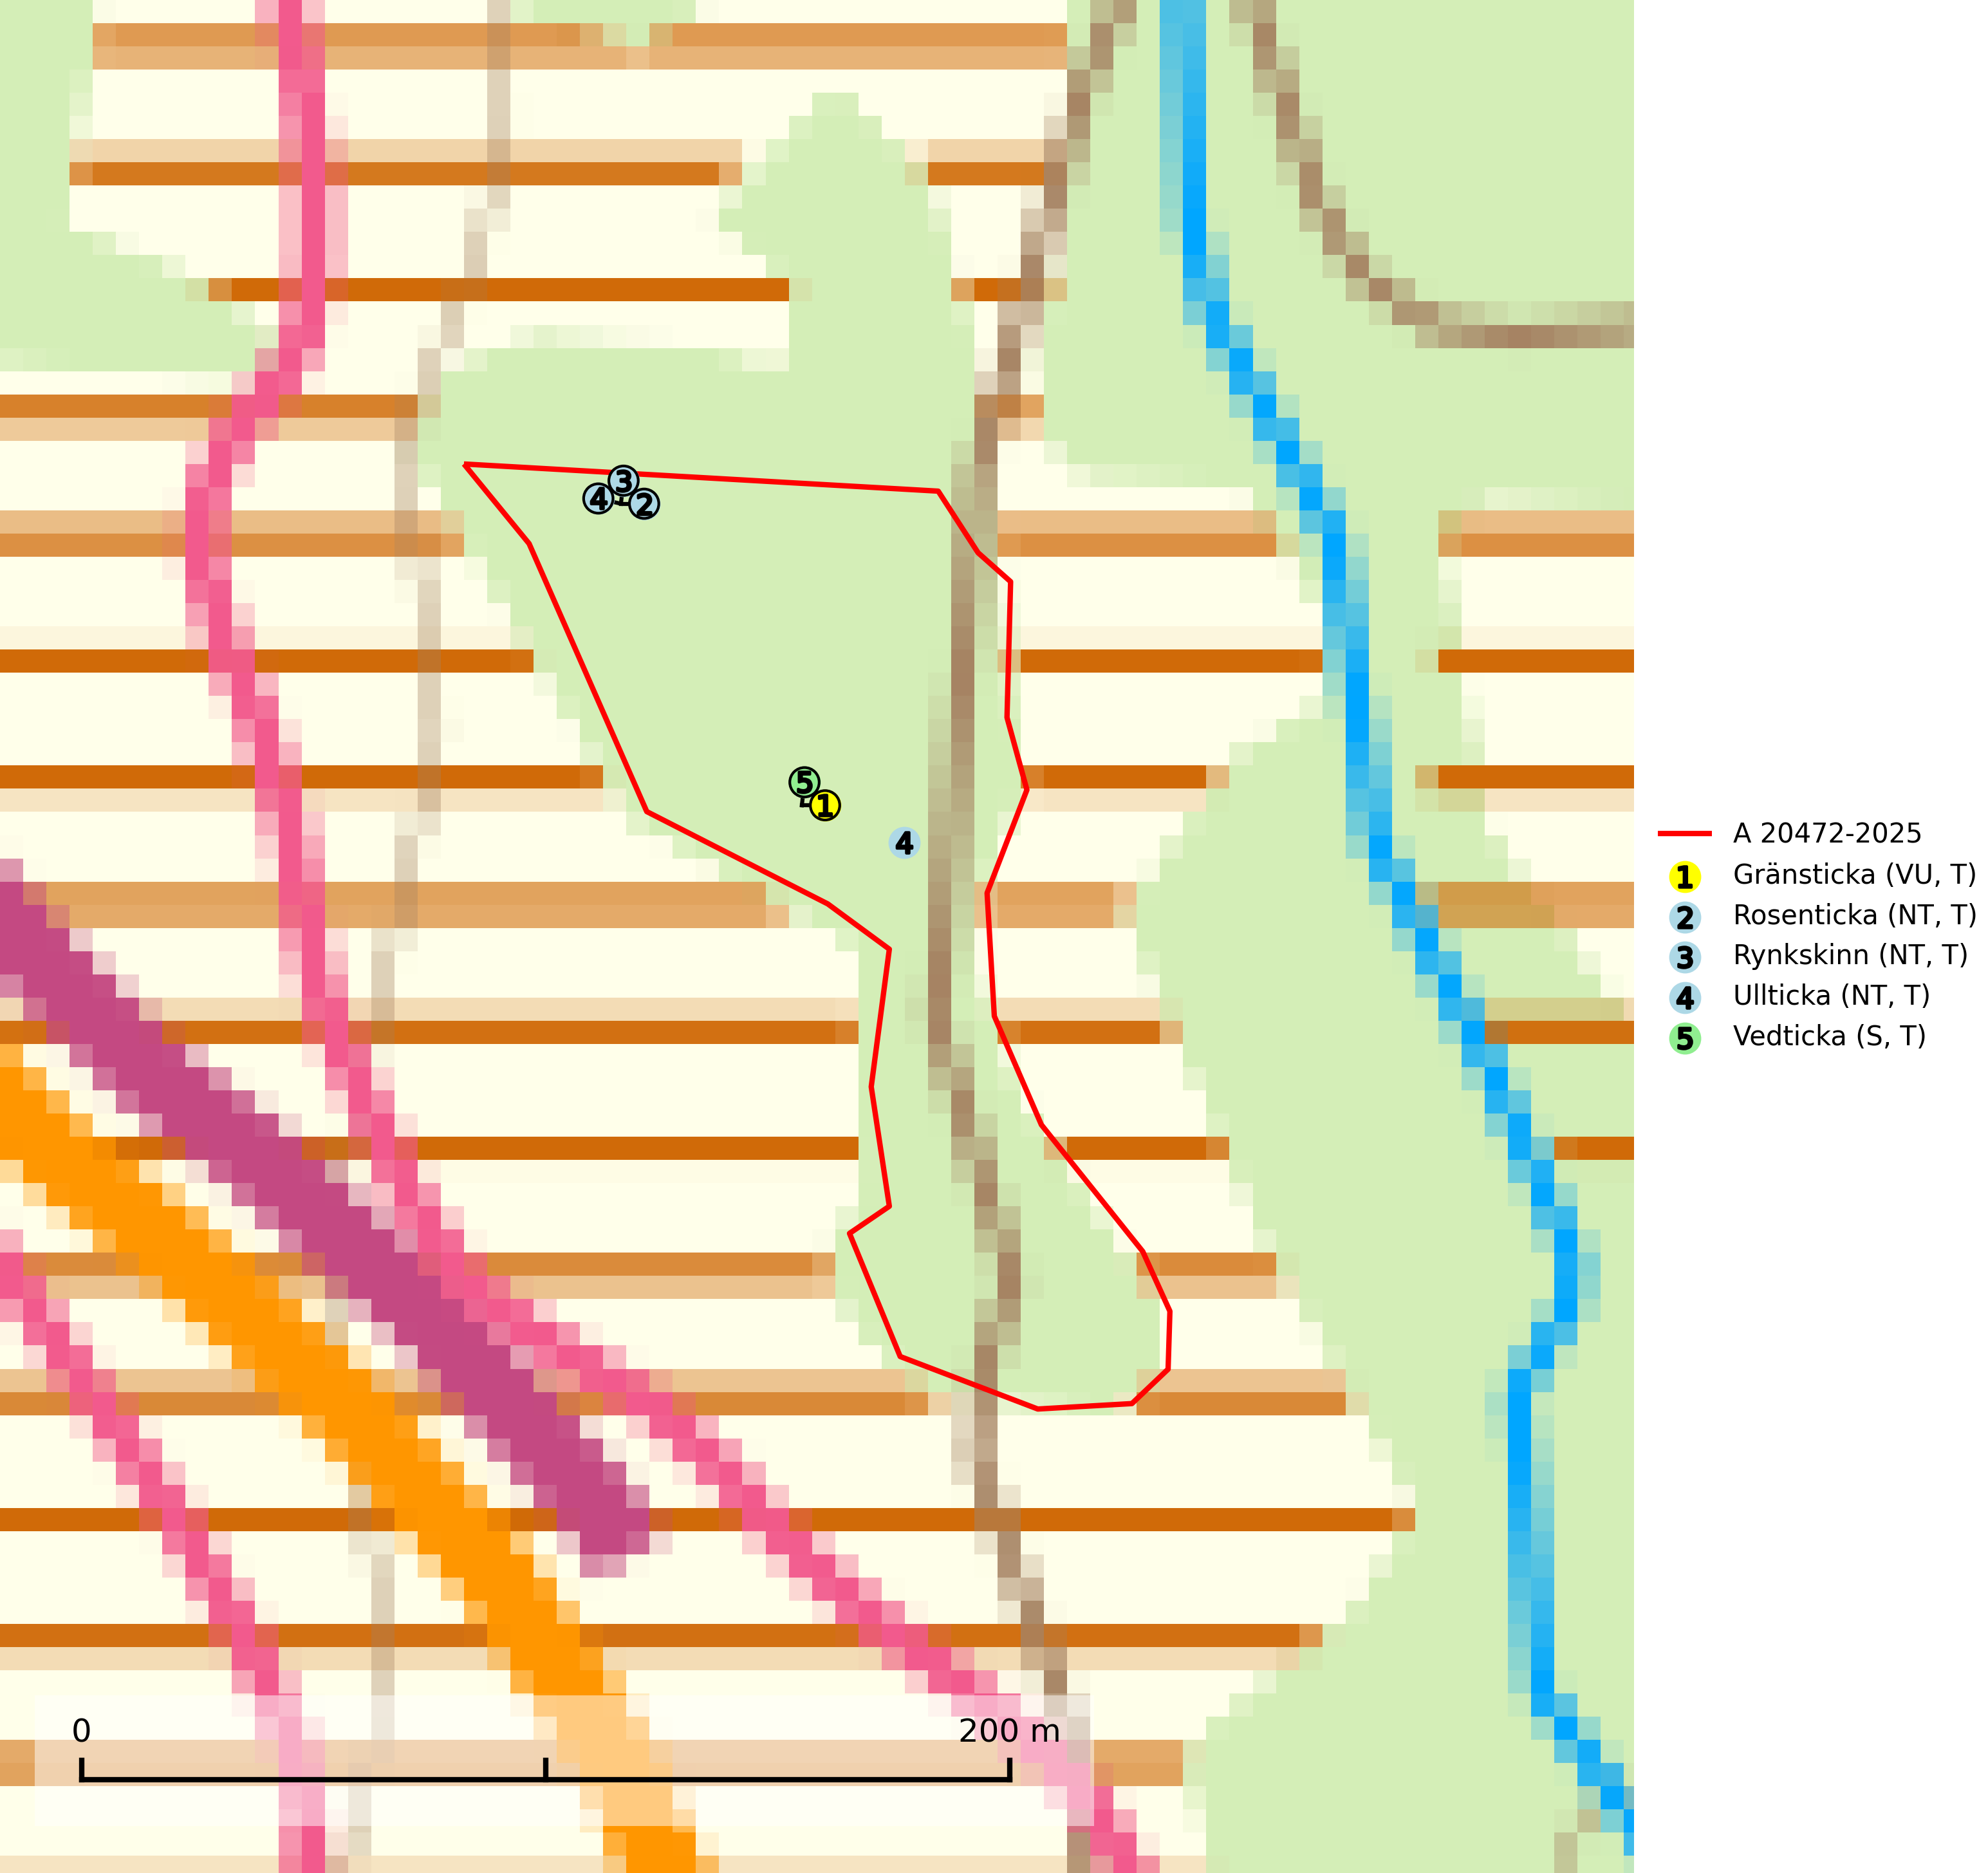 3
4
2
5
1
4
A 20472-2025
1 Gränsticka (VU, T)
2 Rosenticka (NT, T)
3 Rynkskinn (NT, T)
4 Ullticka (NT, T)
5 Vedticka (S, T)
0 200 m